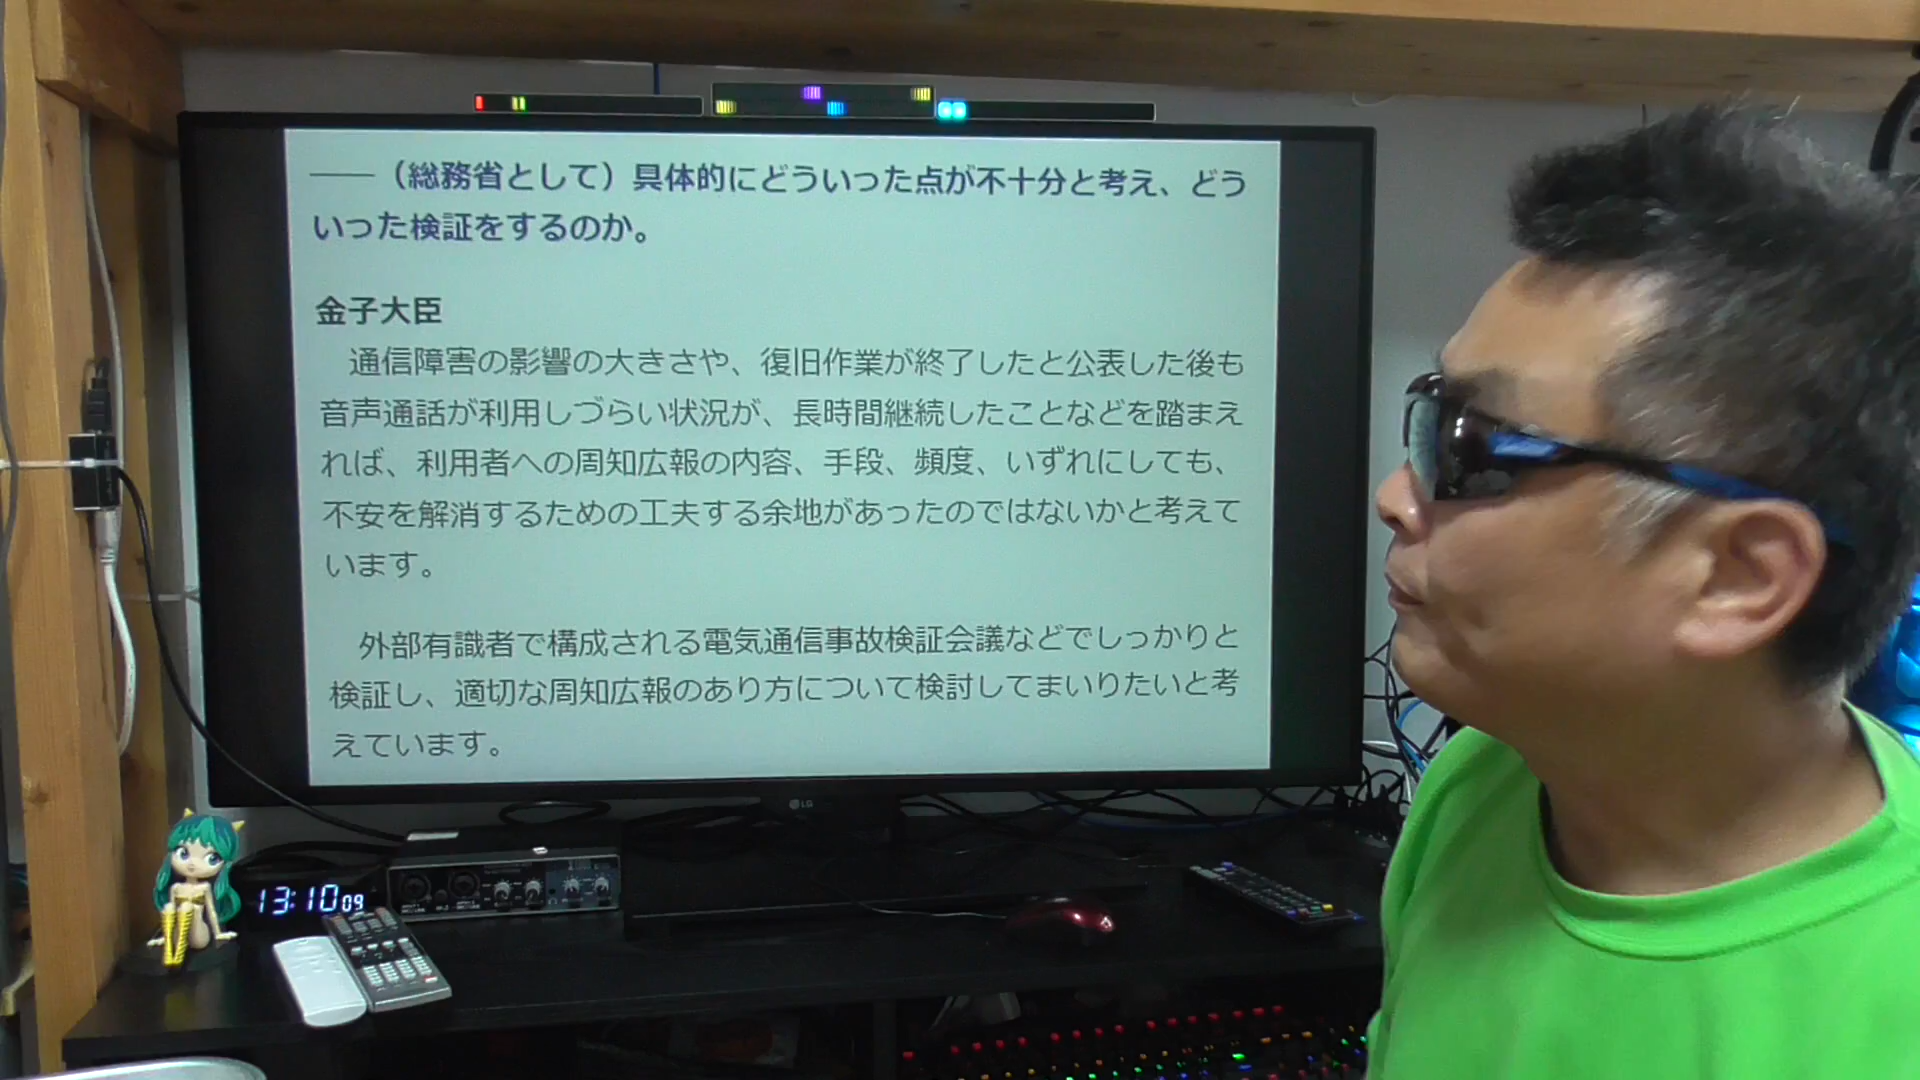 ――（総務省として）具体的にどういった点が不十分と考え、どう
いった検証をするのか。
金子大臣
通信障害の影響の大きさや、復旧作業が終了したと公表した後も
音声通話が利用しづらい状況が、長時間継続したことなどを踏まえ
れば、利用者への周知広報の内容、手段、頻度、いずれにしても、
不安を解消するための工夫する余地があったのではないかと考えて
います。
外部有識者で構成される電気通信事故検証会議などでしっかりと
検証し、適切な周知広報のあり方について検討してまいりたいと考
えています。
LG
13:10 09